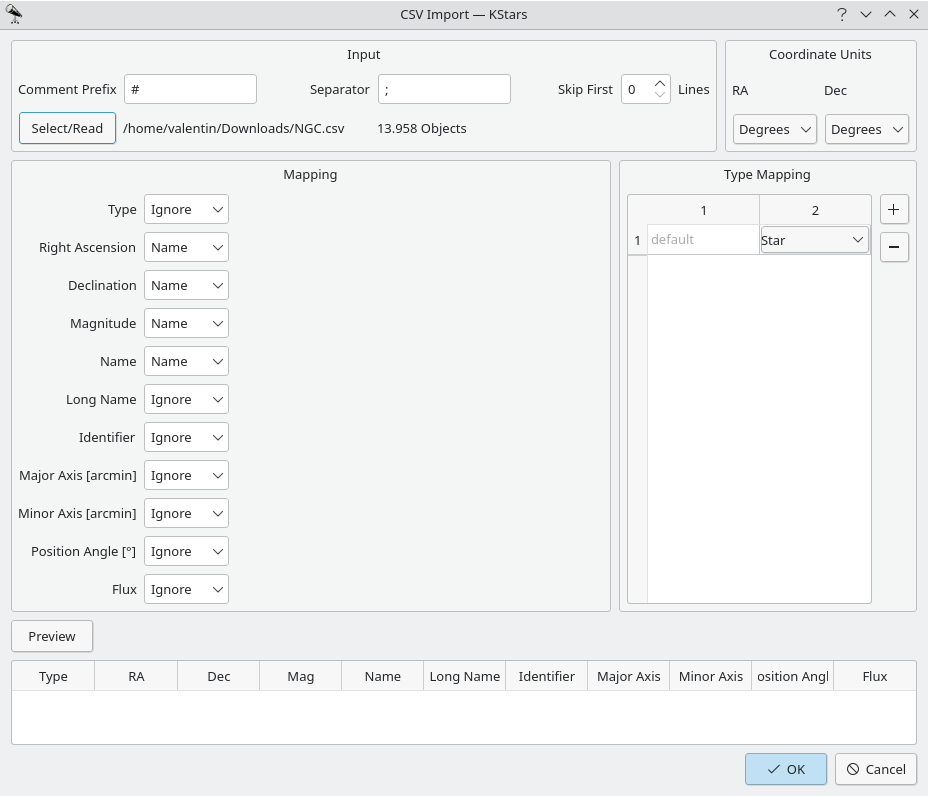 CSV Import — KStars
Input
Comment Prefix # Separator ; Skip First 0 Lines
Select/Read /home/valentin/Downloads/NGC.csv 13.958 Objects
Coordinate Units
RA Dec
Degrees Degrees
Mapping
Type Ignore
Right Ascension Name
Declination Name
Magnitude Name
Name Name
Long Name Ignore
Identifier Ignore
Major Axis [arcmin] Ignore
Minor Axis [arcmin] Ignore
Position Angle [°] Ignore
Flux Ignore
Type Mapping
1 2
1 default Star
Preview
Type RA Dec Mag Name Long Name Identifier Major Axis Minor Axis osition Angl Flux
OK Cancel